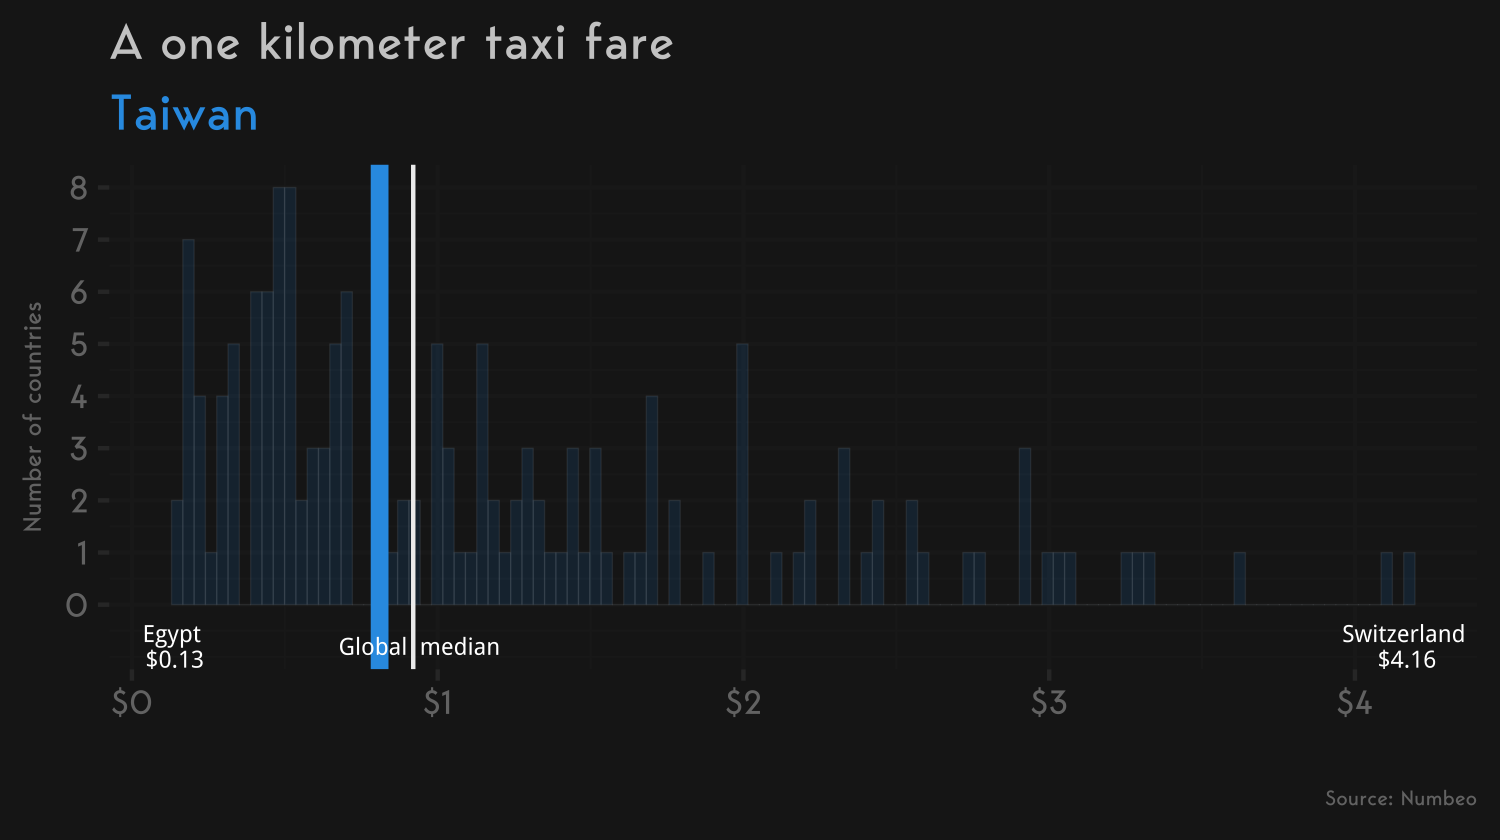 A one kilometer taxi fare
Taiwan
Number of countries
8
7
6
5
4
3
2
1
0
Egypt
$0.13
Global median
Switzerland
$4.16
$0
$1
$2
$3
$4
Source: Numbeo